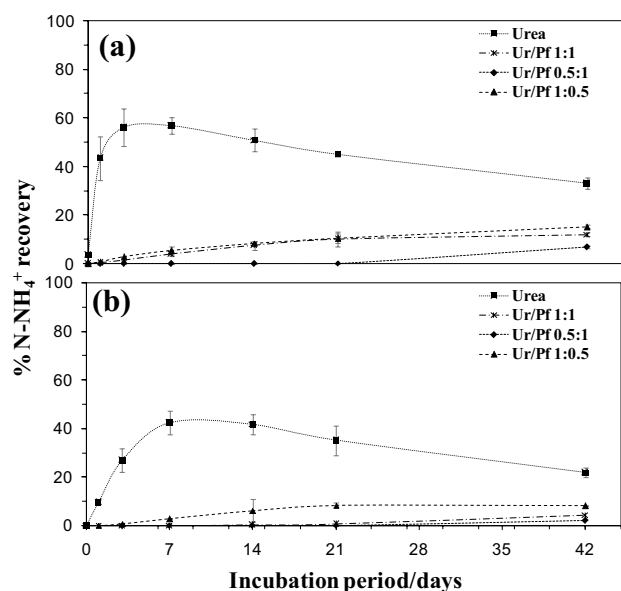 (a)
Urea
Ur/Pf 1:1
Ur/Pf 0.5:1
Ur/Pf 1:0.5
100
80
60
40
20
0
% N-NH₄⁺ recovery
(b)
Urea
Ur/Pf 1:1
Ur/Pf 0.5:1
Ur/Pf 1:0.5
100
80
60
40
20
0
0 7 14 21 28 35 42
Incubation period/days